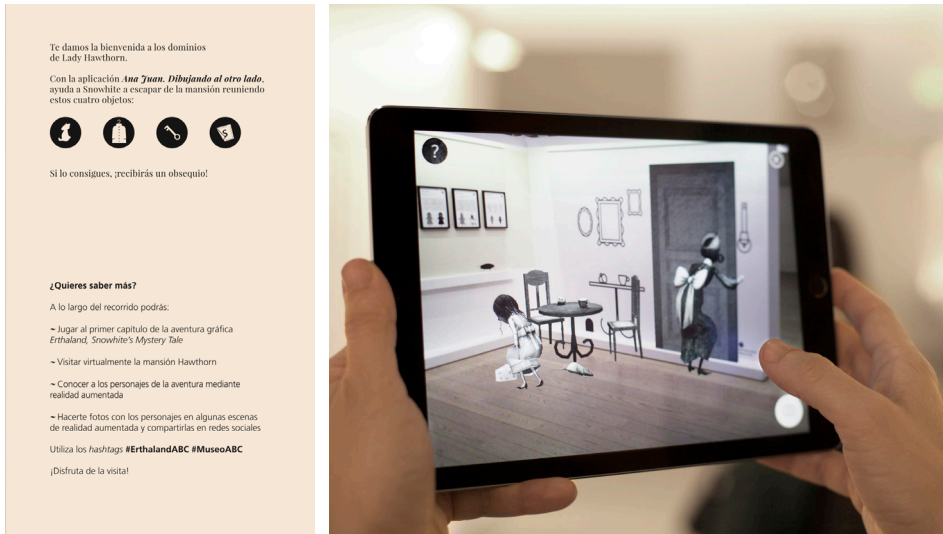 Te damos la bienvenida a los dominios
de Lady Hawthorn.
Con la aplicación Ana Juan. Dibujando al otro lado,
ayuda a Snowhite a escapar de la mansión reuniendo
estos cuatro objetos:
$
Si lo consigues, ¡recibirás un obsequio!
¿Quieres saber más?
A lo largo del recorrido podrás:
~ Jugar al primer capítulo de la aventura gráfica
Erthaland, Snowhite's Mystery Tale
~ Visitar virtualmente la mansión Hawthorn
~ Conocer a los personajes de la aventura mediante
realidad aumentada
~ Hacerte fotos con los personajes en algunas escenas
de realidad aumentada y compartirlas en redes sociales
Utiliza los hashtags #ErthalandABC #MuseoABC
¡Disfruta de la visita!
?